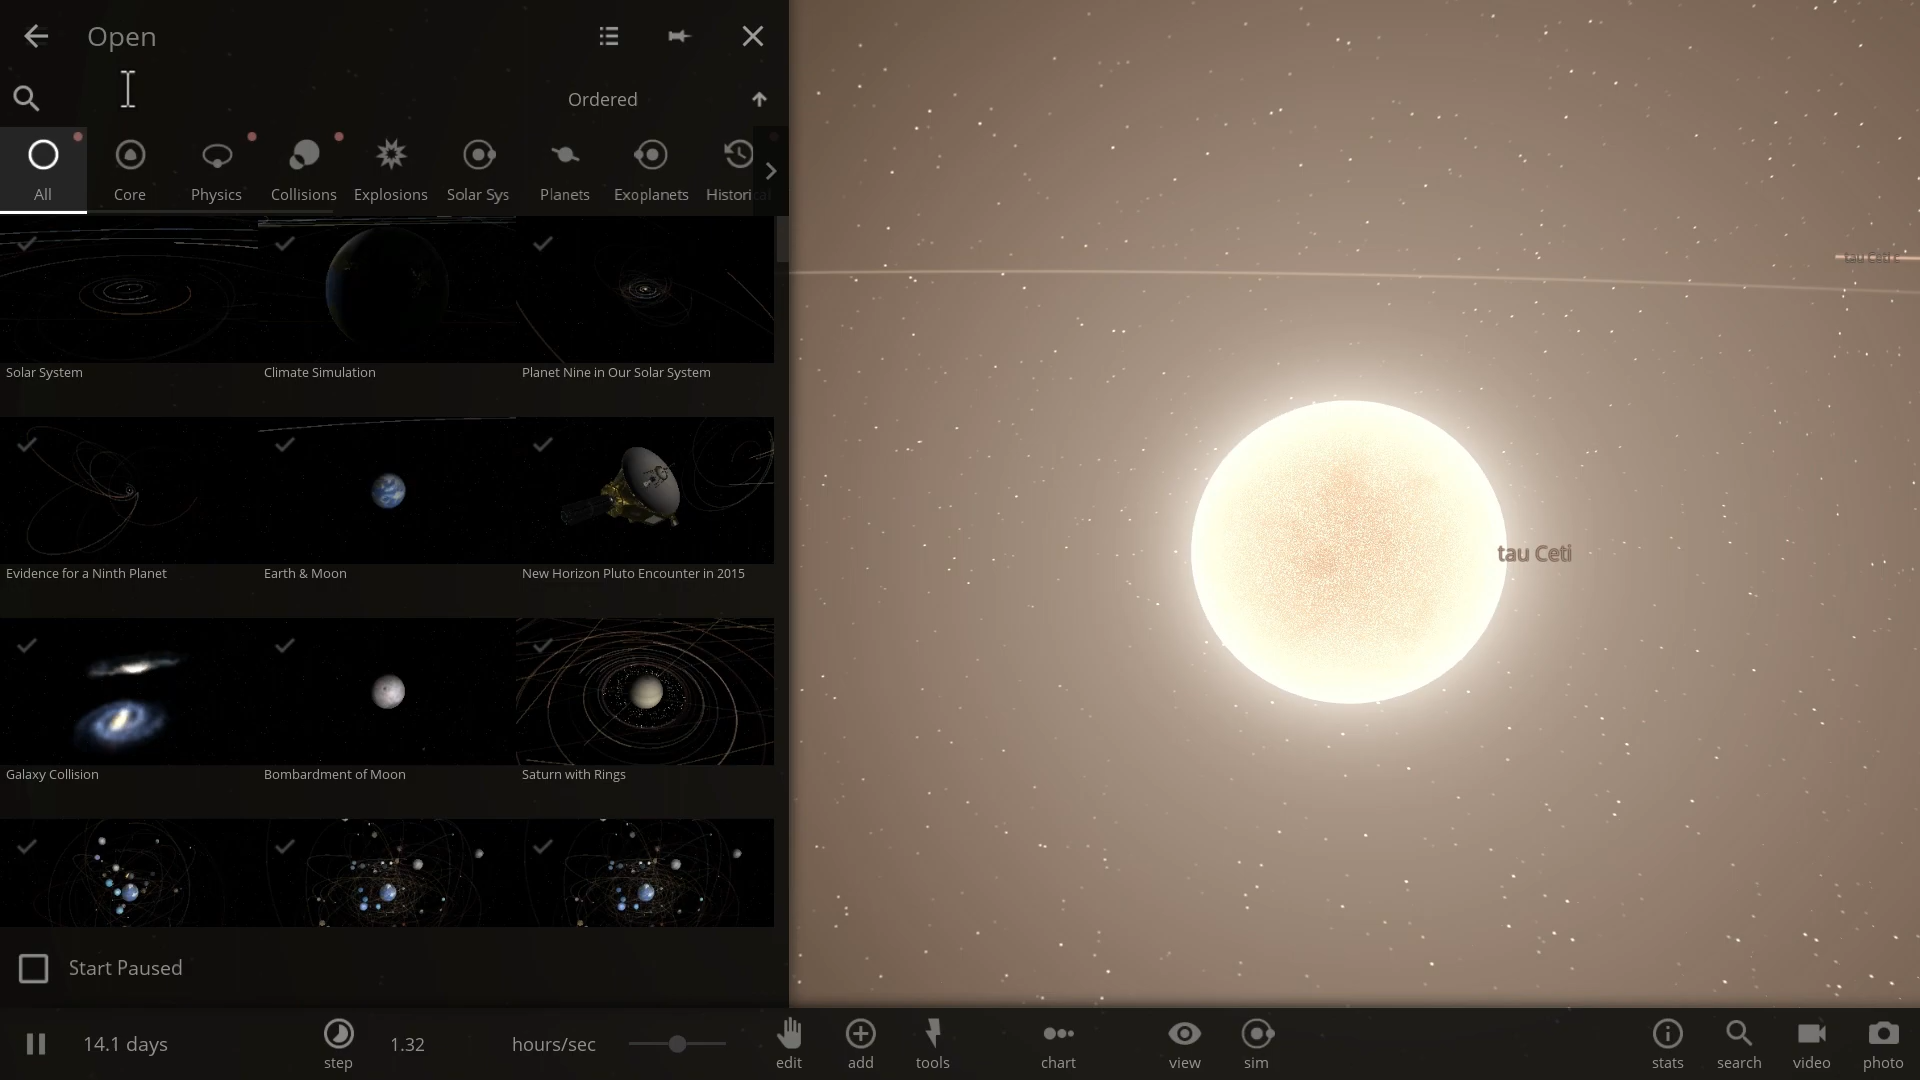 Open
Ordered
All
Core
Physics
Collisions
Explosions
Solar Sys
Planets
Exoplanets
Historical
Solar System
Climate Simulation
Planet Nine in Our Solar System
Evidence for a Ninth Planet
Earth & Moon
New Horizon Pluto Encounter in 2015
Galaxy Collision
Bombardment of Moon
Saturn with Rings
Start Paused
tau Ceti c
tau Ceti
14.1 days
step
1.32
hours/sec
edit
add
tools
chart
view
sim
stats
search
video
photo